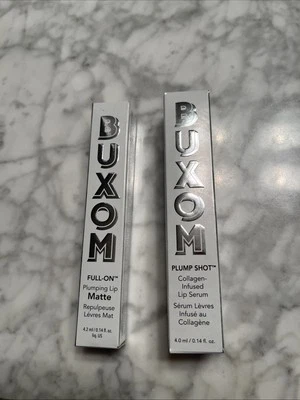 BUXOM
FULL-ON™
Plumping Lip
Matte
Repulpeuse
Lèvres Mat
4.2 ml / 0.14 fl. oz.
BUXOM
PLUMP SHOT™
Collagen-
Infused
Lip Serum
Sérum Lèvres
Infusé au
Collagène
4.0 ml / 0.14 fl. oz.